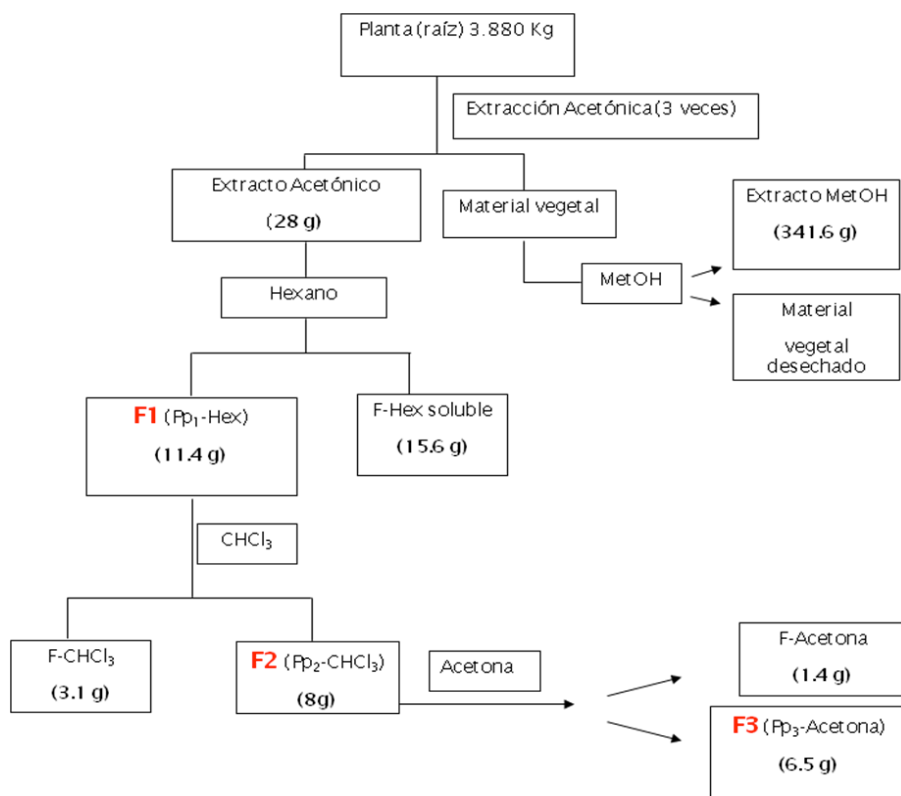 Planta (raíz) 3.880 Kg
Extracción Acetónica (3 veces)
Extracto Acetónico
(28 g)
Material vegetal
Extracto MetOH
(341.6 g)
MetOH
Hexano
Material
vegetal
desechado
F1 (Pp₁-Hex)
(11.4 g)
F-Hex soluble
(15.6 g)
CHCl₃
F-CHCl₃
(3.1 g)
F2 (Pp₂-CHCl₃)
(8g)
Acetona
F-Acetona
(1.4 g)
F3 (Pp₃-Acetona)
(6.5 g)